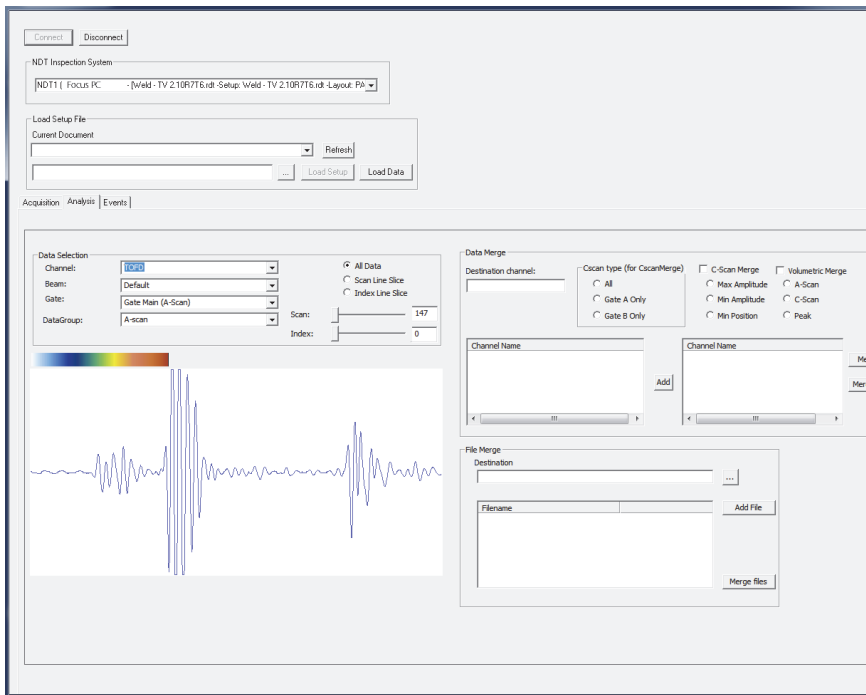 Connect Disconnect
NDT Inspection System
NDT1 ( Focus PC - [Weld - TV 2.10R7T6.rdt -Setup: Weld - TV 2.10R7T6.rdt -Layout: PA
Load Setup File
Current Document
Refresh
... Load Setup Load Data
Acquisition Analysis Events
Data Selection
Channel: TOFD
Beam: Default
Gate: Gate Main (A-Scan)
DataGroup: A-scan
All Data
Scan Line Slice
Index Line Slice
Scan: 147
Index: 0
Data Merge
Destination channel:
Cscan type (for CscanMerge)
All
Gate A Only
Gate B Only
C-Scan Merge
Max Amplitude
Min Amplitude
Min Position
Volumetric Merge
A-Scan
C-Scan
Peak
Channel Name
Add
Channel Name
Me
Merg
File Merge
Destination
...
Filename
Add File
Merge files